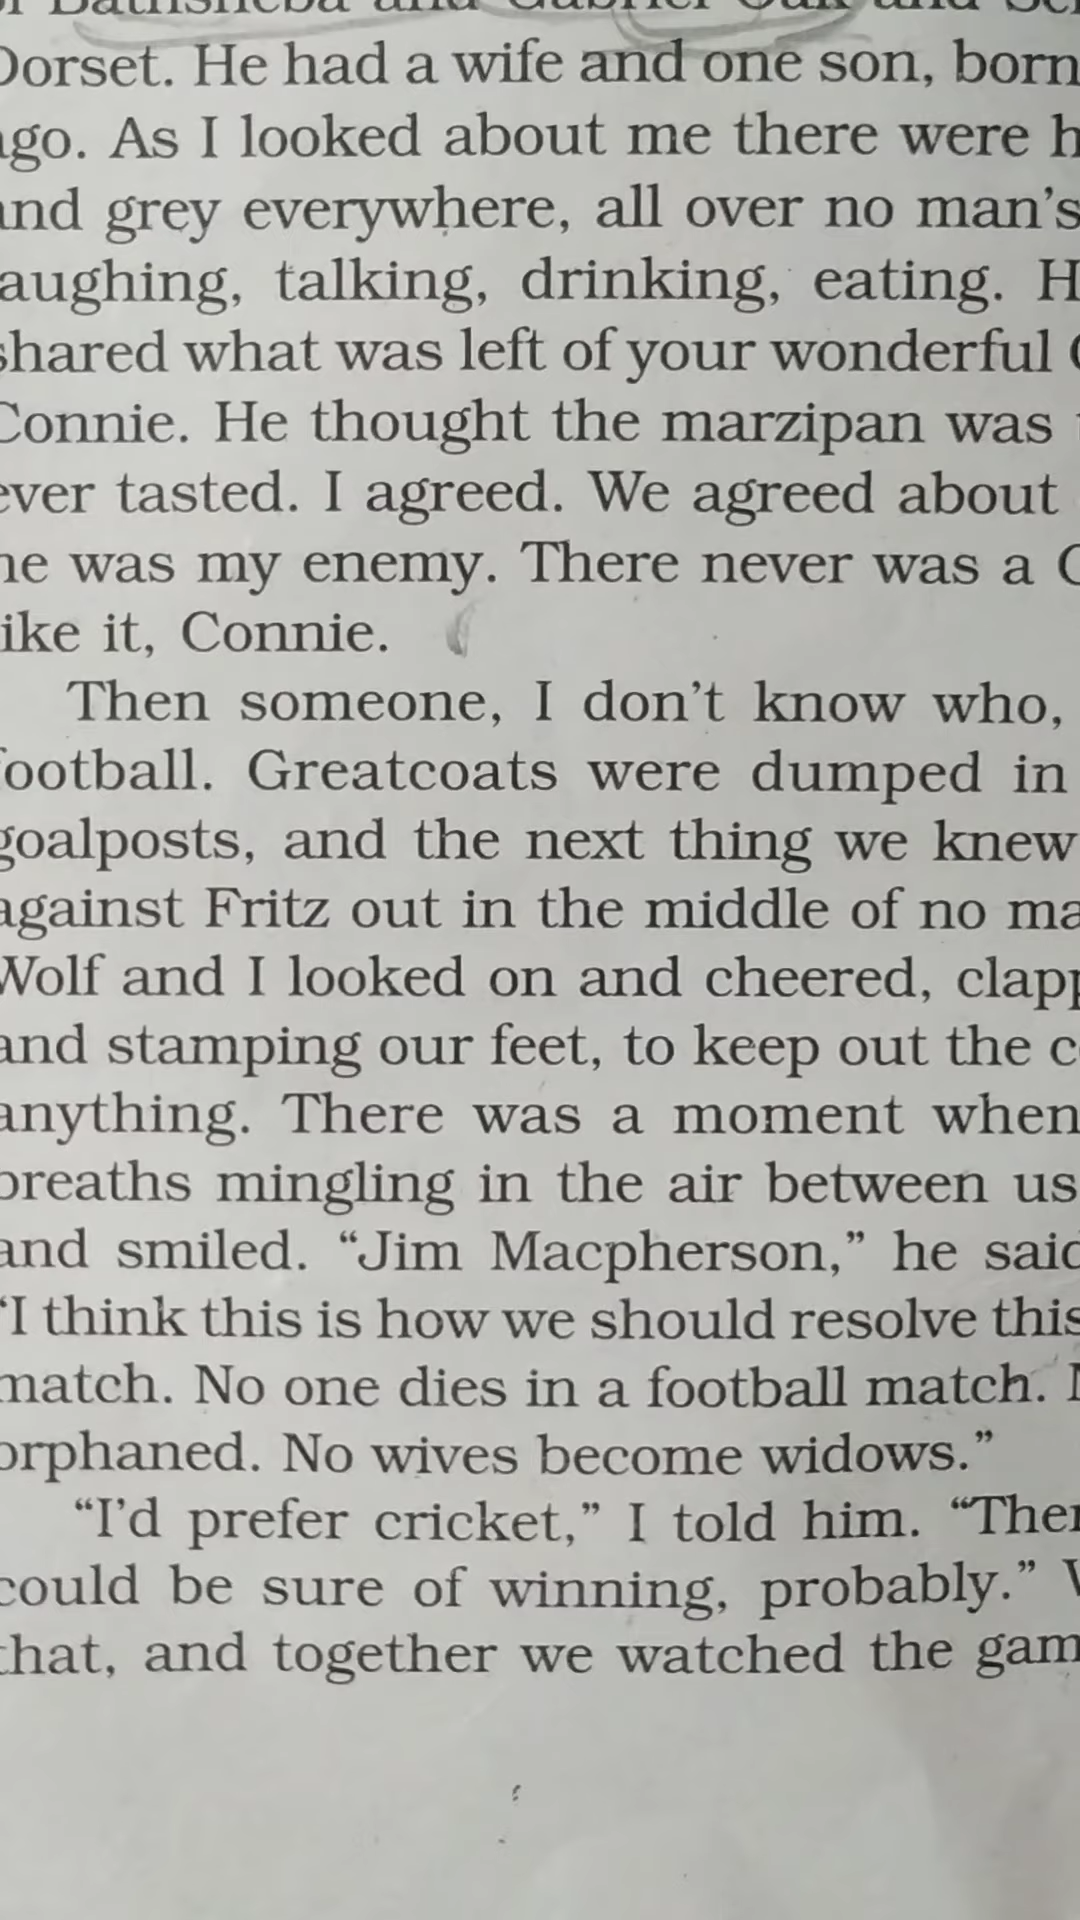 Bathsheba and Gabriel Oak and
Dorset. He had a wife and one son, born
ago. As I looked about me there were
and grey everywhere, all over no man's
laughing, talking, drinking, eating.
shared what was left of your wonderful
Connie. He thought the marzipan was
ever tasted. I agreed. We agreed about
he was my enemy. There never was a
like it, Connie.
Then someone, I don't know who,
football. Greatcoats were dumped in
goalposts, and the next thing we knew
against Fritz out in the middle of no
Wolf and I looked on and cheered,
and stamping our feet, to keep out the
anything. There was a moment when
breaths mingling in the air between us
and smiled. “Jim Macpherson,” he said
“I think this is how we should resolve this
match. No one dies in a football match.
orphaned. No wives become widows.”
“I'd prefer cricket,” I told him.
could be sure of winning, probably.”
that, and together we watched the